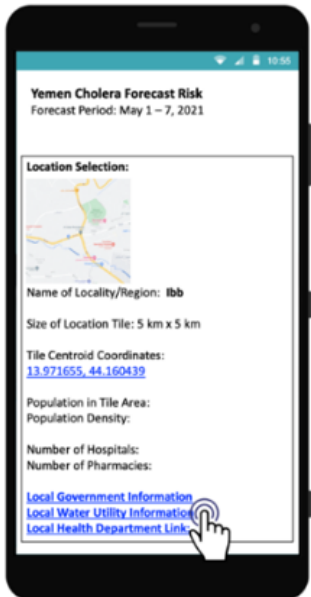 10:55
Yemen Cholera Forecast Risk
Forecast Period: May 1 – 7, 2021
Location Selection:
Name of Locality/Region: Ibb
Size of Location Tile: 5 km x 5 km
Tile Centroid Coordinates:
13.971655, 44.160439
Population in Tile Area:
Population Density:
Number of Hospitals:
Number of Pharmacies:
Local Government Information
Local Water Utility Information
Local Health Department Link: